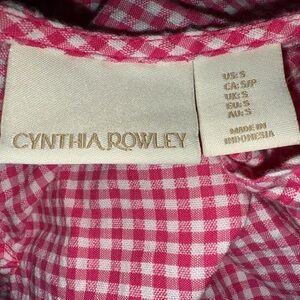 CYNTHIA ROWLEY
US: S
CA: S/P
UK: S
EU: S
AU: S
MADE IN
INDONESIA